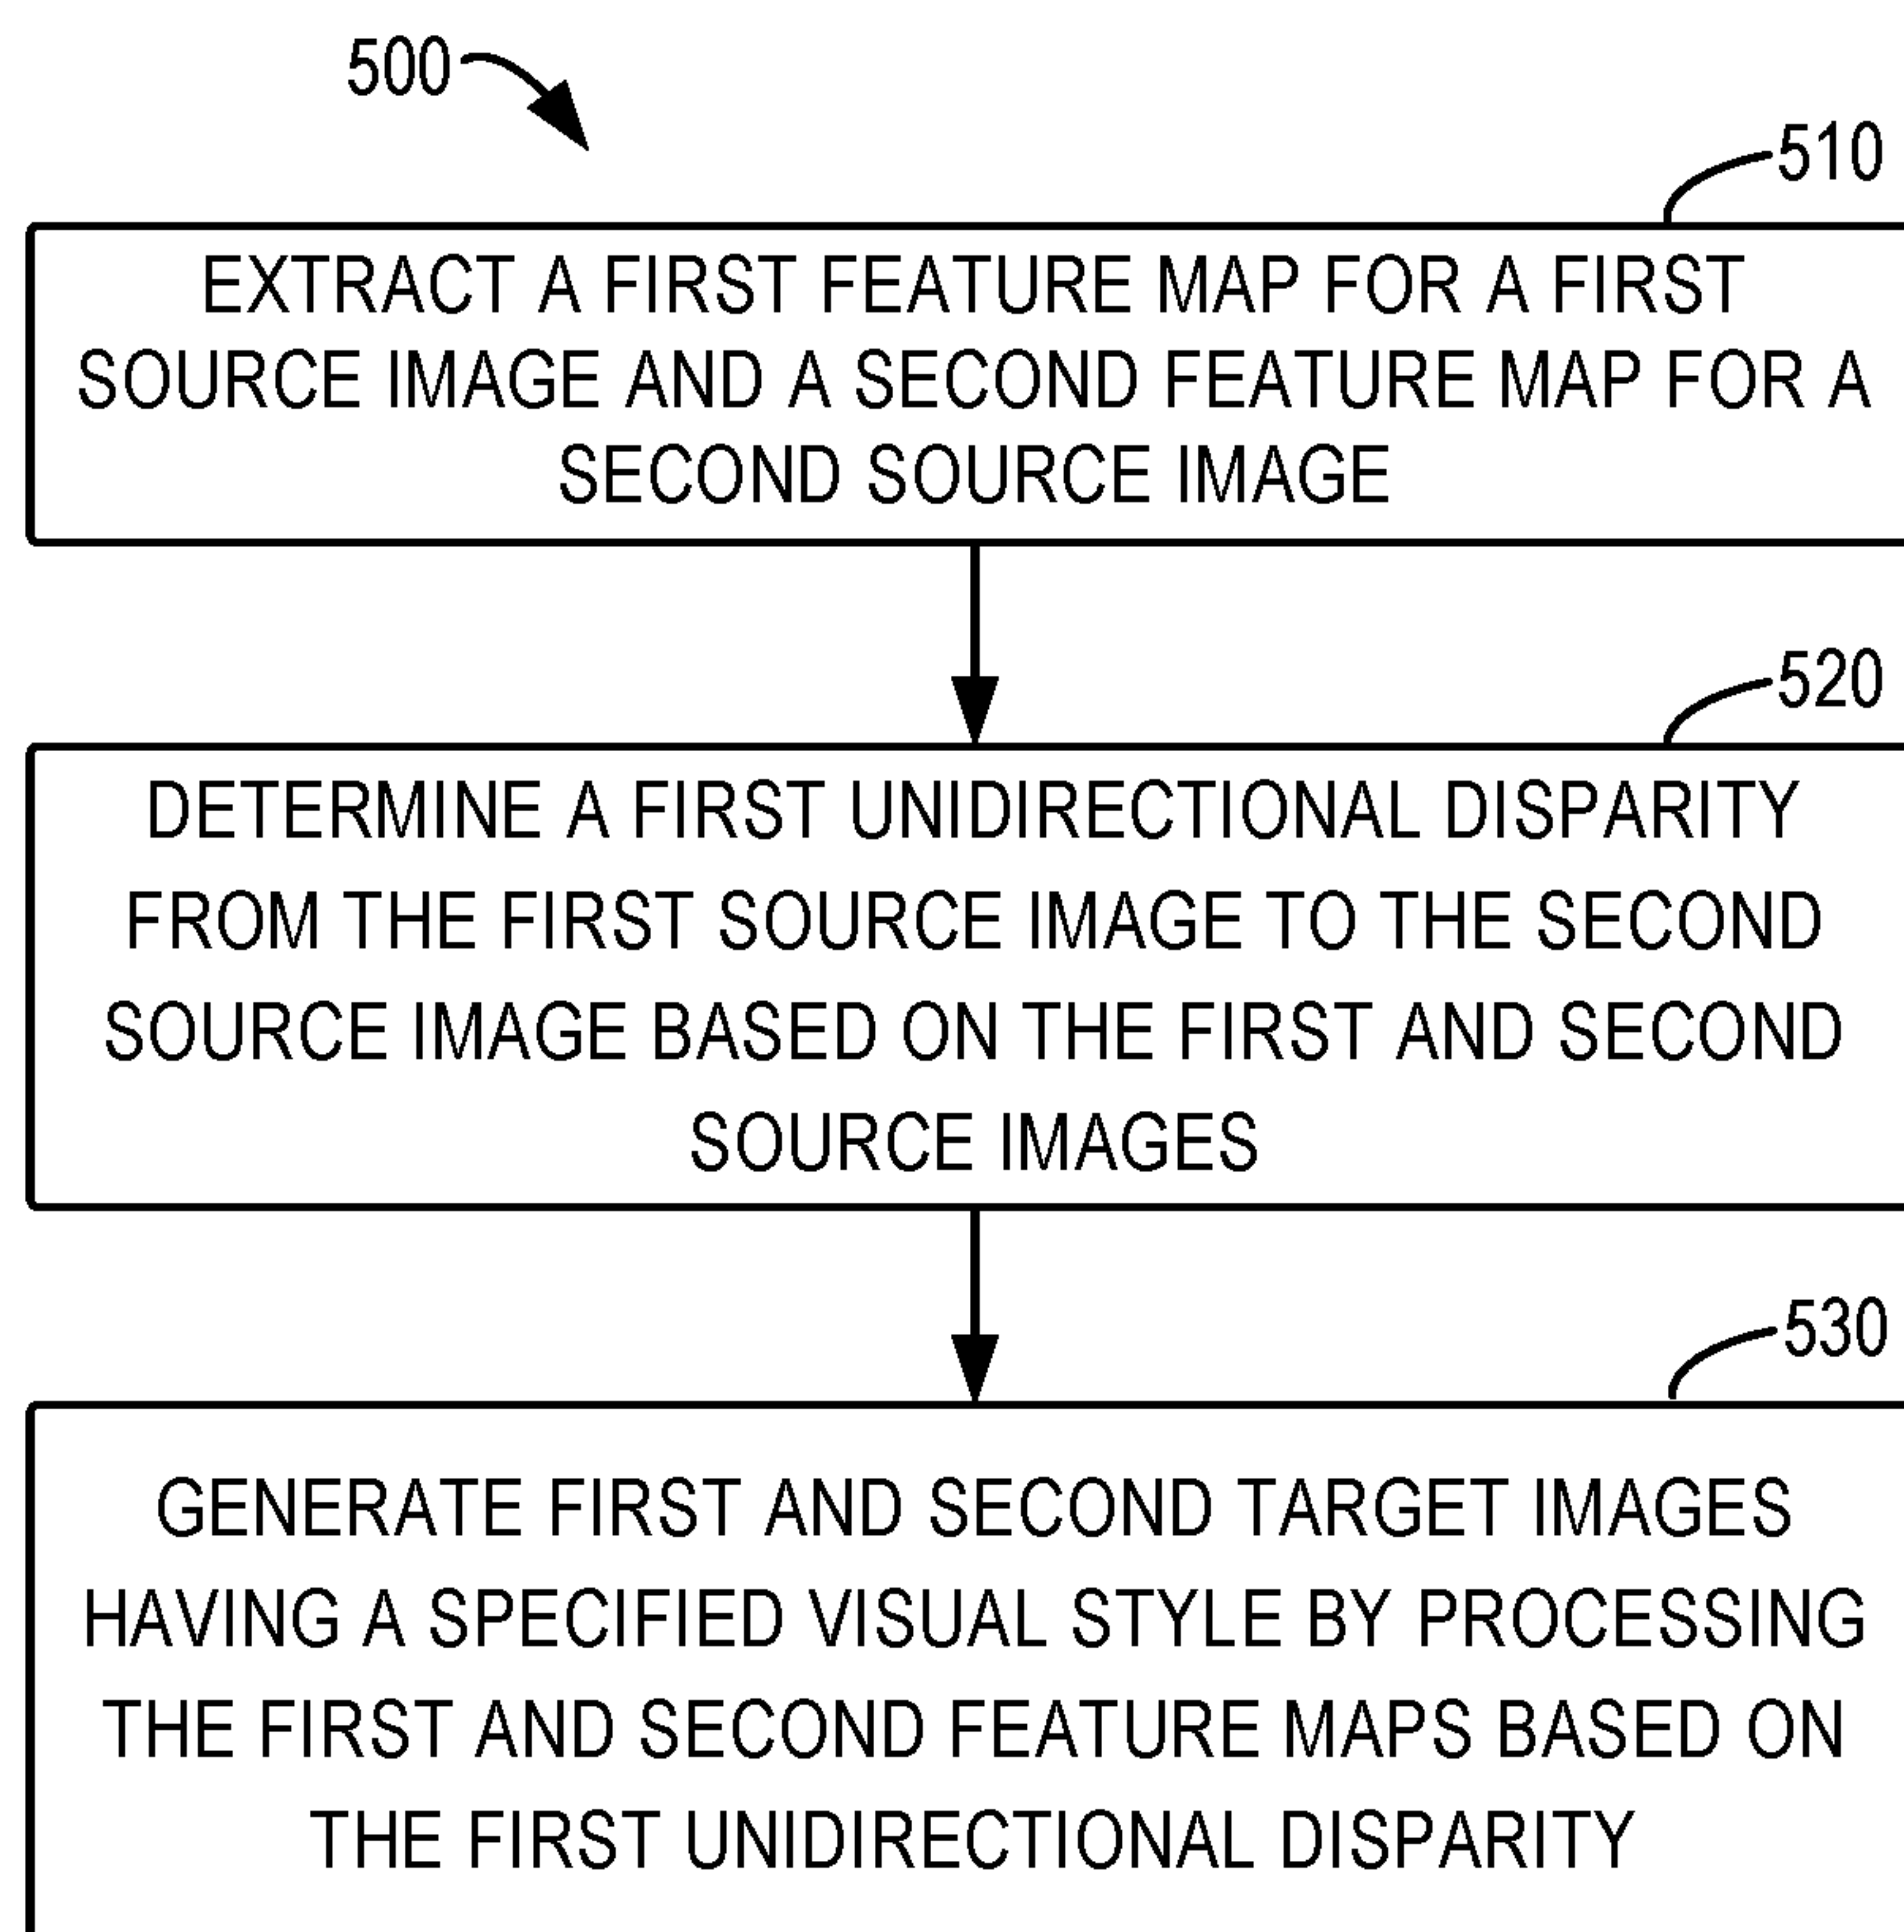 500
510
EXTRACT A FIRST FEATURE MAP FOR A FIRST
SOURCE IMAGE AND A SECOND FEATURE MAP FOR A
SECOND SOURCE IMAGE
520
DETERMINE A FIRST UNIDIRECTIONAL DISPARITY
FROM THE FIRST SOURCE IMAGE TO THE SECOND
SOURCE IMAGE BASED ON THE FIRST AND SECOND
SOURCE IMAGES
530
GENERATE FIRST AND SECOND TARGET IMAGES
HAVING A SPECIFIED VISUAL STYLE BY PROCESSING
THE FIRST AND SECOND FEATURE MAPS BASED ON
THE FIRST UNIDIRECTIONAL DISPARITY